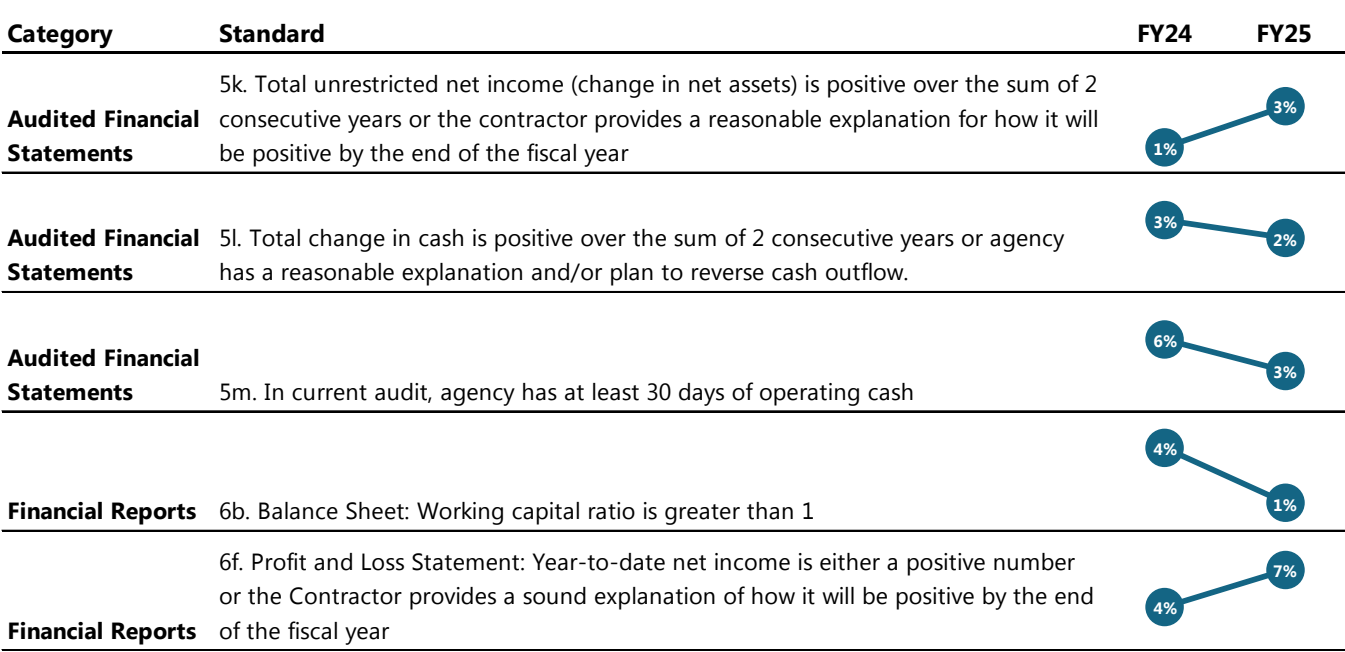 Category Standard FY24 FY25
5k. Total unrestricted net income (change in net assets) is positive over the sum of 2
Audited Financial consecutive years or the contractor provides a reasonable explanation for how it will
Statements be positive by the end of the fiscal year
1% 3%
Audited Financial 5l. Total change in cash is positive over the sum of 2 consecutive years or agency
Statements has a reasonable explanation and/or plan to reverse cash outflow.
3% 2%
Audited Financial
Statements 5m. In current audit, agency has at least 30 days of operating cash
6% 3%
Financial Reports 6b. Balance Sheet: Working capital ratio is greater than 1
4% 1%
6f. Profit and Loss Statement: Year-to-date net income is either a positive number
or the Contractor provides a sound explanation of how it will be positive by the end
Financial Reports of the fiscal year
4% 7%